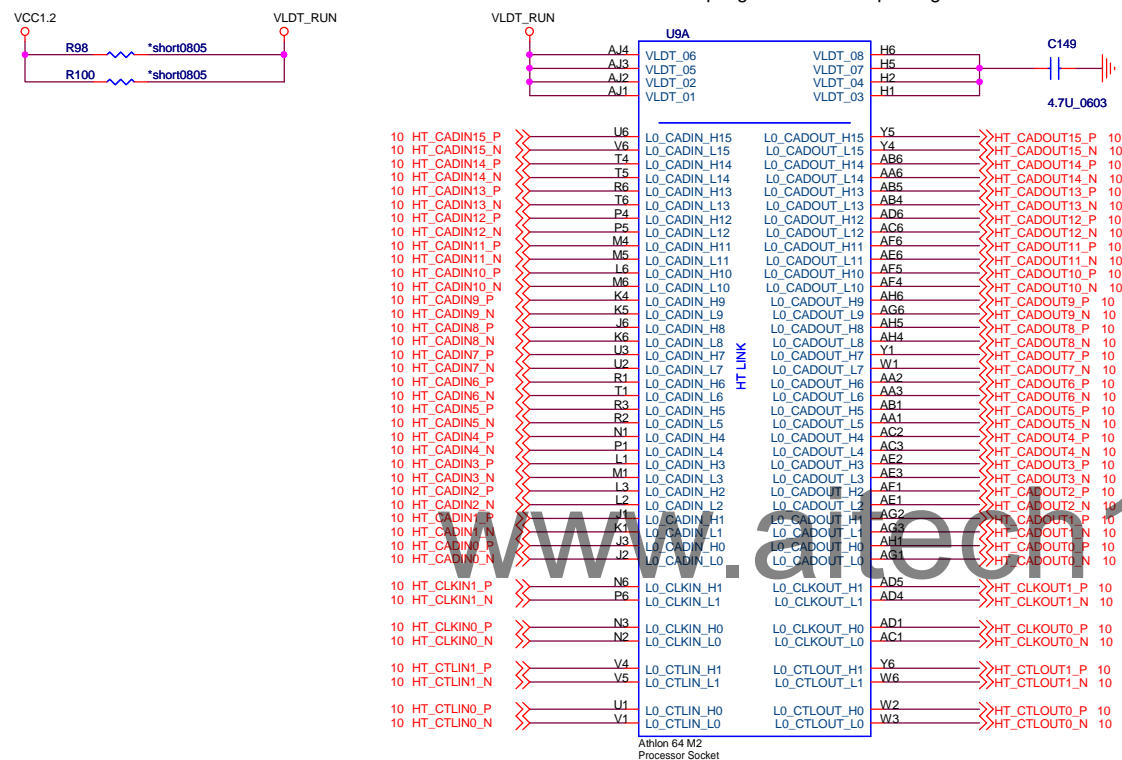 VCC1.2 VLDT_RUN VLDT_RUN
R98 *short0805
R100 *short0805
U9A
C149
4.7U_0603
AJ4 VLDT_06 VLDT_08 H6
AJ3 VLDT_05 VLDT_07 H5
AJ2 VLDT_02 VLDT_04 H2
AJ1 VLDT_01 VLDT_03 H1
10 HT_CADIN15_P U6 L0_CADIN_H15 L0_CADOUT_H15 Y5 HT_CADOUT15_P 10
10 HT_CADIN15_N V6 L0_CADIN_L15 L0_CADOUT_L15 Y4 HT_CADOUT15_N 10
10 HT_CADIN14_P T4 L0_CADIN_H14 L0_CADOUT_H14 AB6 HT_CADOUT14_P 10
10 HT_CADIN14_N T5 L0_CADIN_L14 L0_CADOUT_L14 AA6 HT_CADOUT14_N 10
10 HT_CADIN13_P R6 L0_CADIN_H13 L0_CADOUT_H13 AB5 HT_CADOUT13_P 10
10 HT_CADIN13_N T6 L0_CADIN_L13 L0_CADOUT_L13 AB4 HT_CADOUT13_N 10
10 HT_CADIN12_P P4 L0_CADIN_H12 L0_CADOUT_H12 AD6 HT_CADOUT12_P 10
10 HT_CADIN12_N P5 L0_CADIN_L12 L0_CADOUT_L12 AC6 HT_CADOUT12_N 10
10 HT_CADIN11_P M4 L0_CADIN_H11 L0_CADOUT_H11 AF6 HT_CADOUT11_P 10
10 HT_CADIN11_N M5 L0_CADIN_L11 L0_CADOUT_L11 AE6 HT_CADOUT11_N 10
10 HT_CADIN10_P L6 L0_CADIN_H10 L0_CADOUT_H10 AF5 HT_CADOUT10_P 10
10 HT_CADIN10_N M6 L0_CADIN_L10 L0_CADOUT_L10 AF4 HT_CADOUT10_N 10
10 HT_CADIN9_P K4 L0_CADIN_H9 L0_CADOUT_H9 AH6 HT_CADOUT9_P 10
10 HT_CADIN9_N K5 L0_CADIN_L9 L0_CADOUT_L9 AG6 HT_CADOUT9_N 10
10 HT_CADIN8_P J6 L0_CADIN_H8 L0_CADOUT_H8 AH5 HT_CADOUT8_P 10
10 HT_CADIN8_N K6 L0_CADIN_L8 L0_CADOUT_L8 AH4 HT_CADOUT8_N 10
10 HT_CADIN7_P U3 L0_CADIN_H7 L0_CADOUT_H7 Y1 HT_CADOUT7_P 10
10 HT_CADIN7_N U2 L0_CADIN_L7 L0_CADOUT_L7 W1 HT_CADOUT7_N 10
HT LINK
10 HT_CADIN6_P R1 L0_CADIN_H6 L0_CADOUT_H6 AA2 HT_CADOUT6_P 10
10 HT_CADIN6_N T1 L0_CADIN_L6 L0_CADOUT_L6 AA3 HT_CADOUT6_N 10
10 HT_CADIN5_P R3 L0_CADIN_H5 L0_CADOUT_H5 AB1 HT_CADOUT5_P 10
10 HT_CADIN5_N R2 L0_CADIN_L5 L0_CADOUT_L5 AA1 HT_CADOUT5_N 10
10 HT_CADIN4_P N1 L0_CADIN_H4 L0_CADOUT_H4 AC2 HT_CADOUT4_P 10
10 HT_CADIN4_N P1 L0_CADIN_L4 L0_CADOUT_L4 AC3 HT_CADOUT4_N 10
10 HT_CADIN3_P L1 L0_CADIN_H3 L0_CADOUT_H3 AE2 HT_CADOUT3_P 10
10 HT_CADIN3_N M1 L0_CADIN_L3 L0_CADOUT_L3 AE3 HT_CADOUT3_N 10
10 HT_CADIN2_P L3 L0_CADIN_H2 L0_CADOUT_H2 AF1 HT_CADOUT2_P 10
10 HT_CADIN2_N L2 L0_CADIN_L2 L0_CADOUT_L2 AE1 HT_CADOUT2_N 10
10 HT_CADIN1_P J1 L0_CADIN_H1 L0_CADOUT_H1 AG2 HT_CADOUT1_P 10
10 HT_CADIN1_N K1 L0_CADIN_L1 L0_CADOUT_L1 AG3 HT_CADOUT1_N 10
10 HT_CADIN0_P J3 L0_CADIN_H0 L0_CADOUT_H0 AH1 HT_CADOUT0_P 10
10 HT_CADIN0_N J2 L0_CADIN_L0 L0_CADOUT_L0 AG1 HT_CADOUT0_N 10
www.aitech1
10 HT_CLKIN1_P N6 L0_CLKIN_H1 L0_CLKOUT_H1 AD5 HT_CLKOUT1_P 10
10 HT_CLKIN1_N P6 L0_CLKIN_L1 L0_CLKOUT_L1 AD4 HT_CLKOUT1_N 10
10 HT_CLKIN0_P N3 L0_CLKIN_H0 L0_CLKOUT_H0 AD1 HT_CLKOUT0_P 10
10 HT_CLKIN0_N N2 L0_CLKIN_L0 L0_CLKOUT_L0 AC1 HT_CLKOUT0_N 10
10 HT_CTLIN1_P V4 L0_CTLIN_H1 L0_CTLOUT_H1 Y6 HT_CTLOUT1_P 10
10 HT_CTLIN1_N V5 L0_CTLIN_L1 L0_CTLOUT_L1 W6 HT_CTLOUT1_N 10
10 HT_CTLIN0_P U1 L0_CTLIN_H0 L0_CTLOUT_H0 W2 HT_CTLOUT0_P 10
10 HT_CTLIN0_N V1 L0_CTLIN_L0 L0_CTLOUT_L0 W3 HT_CTLOUT0_N 10
Athlon 64 M2
Processor Socket